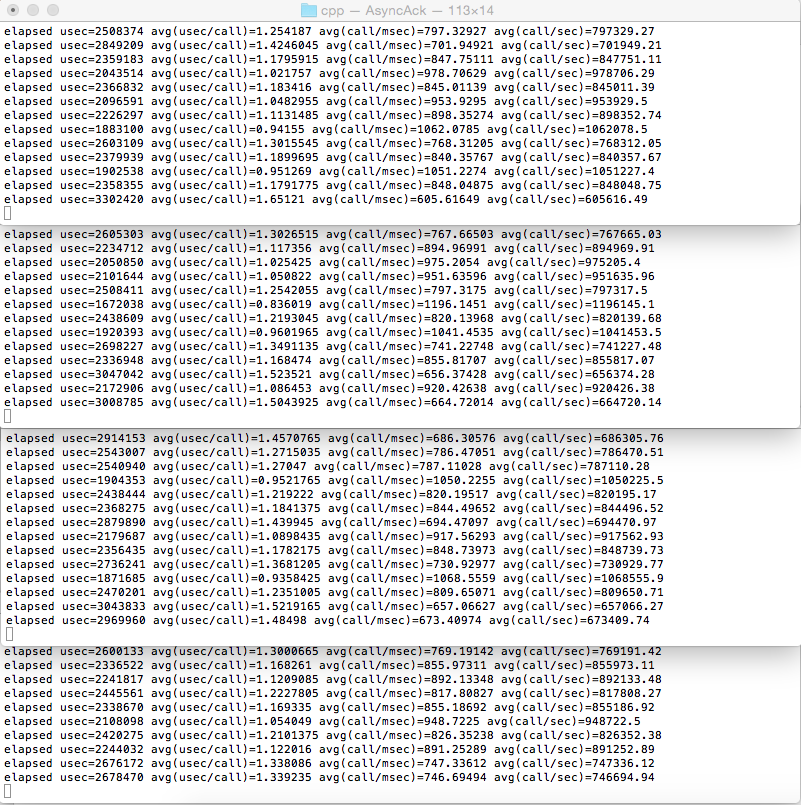 cpp — AsyncAck — 113×14
elapsed usec=2508374 avg(usec/call)=1.254187 avg(call/msec)=797.32927 avg(call/sec)=797329.27
elapsed usec=2849209 avg(usec/call)=1.4246045 avg(call/msec)=701.94921 avg(call/sec)=701949.21
elapsed usec=2359183 avg(usec/call)=1.1795915 avg(call/msec)=847.75111 avg(call/sec)=847751.11
elapsed usec=2043514 avg(usec/call)=1.021757 avg(call/msec)=978.70629 avg(call/sec)=978706.29
elapsed usec=2366832 avg(usec/call)=1.183416 avg(call/msec)=845.01139 avg(call/sec)=845011.39
elapsed usec=2096591 avg(usec/call)=1.0482955 avg(call/msec)=953.9295 avg(call/sec)=953929.5
elapsed usec=2226297 avg(usec/call)=1.1131485 avg(call/msec)=898.35274 avg(call/sec)=898352.74
elapsed usec=1883100 avg(usec/call)=0.94155 avg(call/msec)=1062.0785 avg(call/sec)=1062078.5
elapsed usec=2603109 avg(usec/call)=1.3015545 avg(call/msec)=768.31205 avg(call/sec)=768312.05
elapsed usec=2379939 avg(usec/call)=1.1899695 avg(call/msec)=840.35767 avg(call/sec)=840357.67
elapsed usec=1902538 avg(usec/call)=0.951269 avg(call/msec)=1051.2274 avg(call/sec)=1051227.4
elapsed usec=2358355 avg(usec/call)=1.1791775 avg(call/msec)=848.04875 avg(call/sec)=848048.75
elapsed usec=3302420 avg(usec/call)=1.65121 avg(call/msec)=605.61649 avg(call/sec)=605616.49
elapsed usec=2605303 avg(usec/call)=1.3026515 avg(call/msec)=767.66503 avg(call/sec)=767665.03
elapsed usec=2234712 avg(usec/call)=1.117356 avg(call/msec)=894.96991 avg(call/sec)=894969.91
elapsed usec=2050850 avg(usec/call)=1.025425 avg(call/msec)=975.2054 avg(call/sec)=975205.4
elapsed usec=2101644 avg(usec/call)=1.050822 avg(call/msec)=951.63596 avg(call/sec)=951635.96
elapsed usec=2508411 avg(usec/call)=1.2542055 avg(call/msec)=797.3175 avg(call/sec)=797317.5
elapsed usec=1672038 avg(usec/call)=0.836019 avg(call/msec)=1196.1451 avg(call/sec)=1196145.1
elapsed usec=2438609 avg(usec/call)=1.2193045 avg(call/msec)=820.13968 avg(call/sec)=820139.68
elapsed usec=1920393 avg(usec/call)=0.9601965 avg(call/msec)=1041.4535 avg(call/sec)=1041453.5
elapsed usec=2698227 avg(usec/call)=1.3491135 avg(call/msec)=741.22748 avg(call/sec)=741227.48
elapsed usec=2336948 avg(usec/call)=1.168474 avg(call/msec)=855.81707 avg(call/sec)=855817.07
elapsed usec=3047042 avg(usec/call)=1.523521 avg(call/msec)=656.37428 avg(call/sec)=656374.28
elapsed usec=2172906 avg(usec/call)=1.086453 avg(call/msec)=920.42638 avg(call/sec)=920426.38
elapsed usec=3008785 avg(usec/call)=1.5043925 avg(call/msec)=664.72014 avg(call/sec)=664720.14
elapsed usec=2914153 avg(usec/call)=1.4570765 avg(call/msec)=686.30576 avg(call/sec)=686305.76
elapsed usec=2543007 avg(usec/call)=1.2715035 avg(call/msec)=786.47051 avg(call/sec)=786470.51
elapsed usec=2540940 avg(usec/call)=1.27047 avg(call/msec)=787.11028 avg(call/sec)=787110.28
elapsed usec=1904353 avg(usec/call)=0.9521765 avg(call/msec)=1050.2255 avg(call/sec)=1050225.5
elapsed usec=2438444 avg(usec/call)=1.219222 avg(call/msec)=820.19517 avg(call/sec)=820195.17
elapsed usec=2368275 avg(usec/call)=1.1841375 avg(call/msec)=844.49652 avg(call/sec)=844496.52
elapsed usec=2879890 avg(usec/call)=1.439945 avg(call/msec)=694.47097 avg(call/sec)=694470.97
elapsed usec=2179687 avg(usec/call)=1.0898435 avg(call/msec)=917.56293 avg(call/sec)=917562.93
elapsed usec=2356435 avg(usec/call)=1.1782175 avg(call/msec)=848.73973 avg(call/sec)=848739.73
elapsed usec=2736241 avg(usec/call)=1.3681205 avg(call/msec)=730.92977 avg(call/sec)=730929.77
elapsed usec=1871685 avg(usec/call)=0.9358425 avg(call/msec)=1068.5559 avg(call/sec)=1068555.9
elapsed usec=2470201 avg(usec/call)=1.2351005 avg(call/msec)=809.65071 avg(call/sec)=809650.71
elapsed usec=3043833 avg(usec/call)=1.5219165 avg(call/msec)=657.06627 avg(call/sec)=657066.27
elapsed usec=2969960 avg(usec/call)=1.48498 avg(call/msec)=673.40974 avg(call/sec)=673409.74
elapsed usec=2600133 avg(usec/call)=1.3000665 avg(call/msec)=769.19142 avg(call/sec)=769191.42
elapsed usec=2336522 avg(usec/call)=1.168261 avg(call/msec)=855.97311 avg(call/sec)=855973.11
elapsed usec=2241817 avg(usec/call)=1.1209085 avg(call/msec)=892.13348 avg(call/sec)=892133.48
elapsed usec=2445561 avg(usec/call)=1.2227805 avg(call/msec)=817.80827 avg(call/sec)=817808.27
elapsed usec=2338670 avg(usec/call)=1.169335 avg(call/msec)=855.18692 avg(call/sec)=855186.92
elapsed usec=2108098 avg(usec/call)=1.054049 avg(call/msec)=948.7225 avg(call/sec)=948722.5
elapsed usec=2420275 avg(usec/call)=1.2101375 avg(call/msec)=826.35238 avg(call/sec)=826352.38
elapsed usec=2244032 avg(usec/call)=1.122016 avg(call/msec)=891.25289 avg(call/sec)=891252.89
elapsed usec=2676172 avg(usec/call)=1.338086 avg(call/msec)=747.33612 avg(call/sec)=747336.12
elapsed usec=2678470 avg(usec/call)=1.339235 avg(call/msec)=746.69494 avg(call/sec)=746694.94